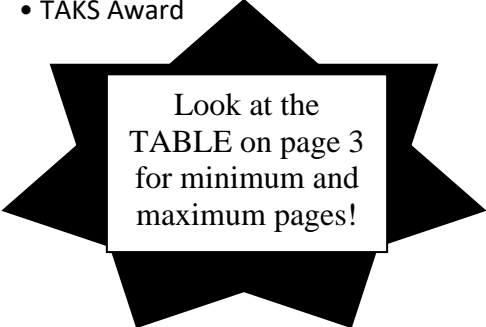 • TAKS Award
Look at the
TABLE on page 3
for minimum and
maximum pages!